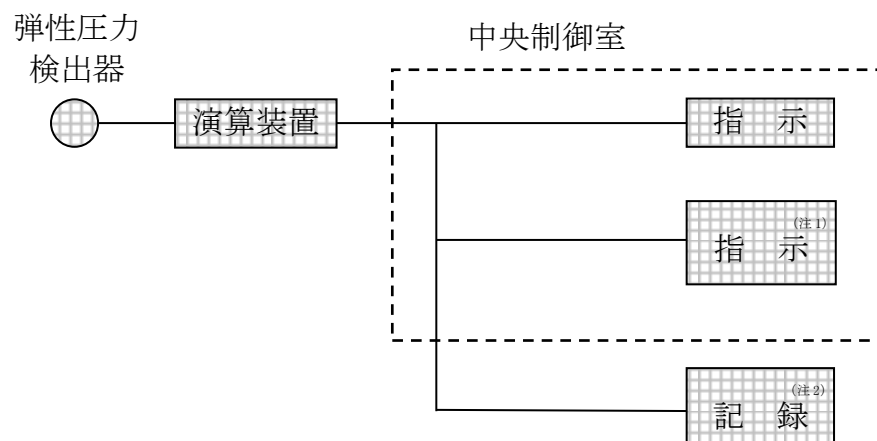 弾性圧力
検出器
中央制御室
演算装置
指 示
指 示 (注1)
記 録 (注2)